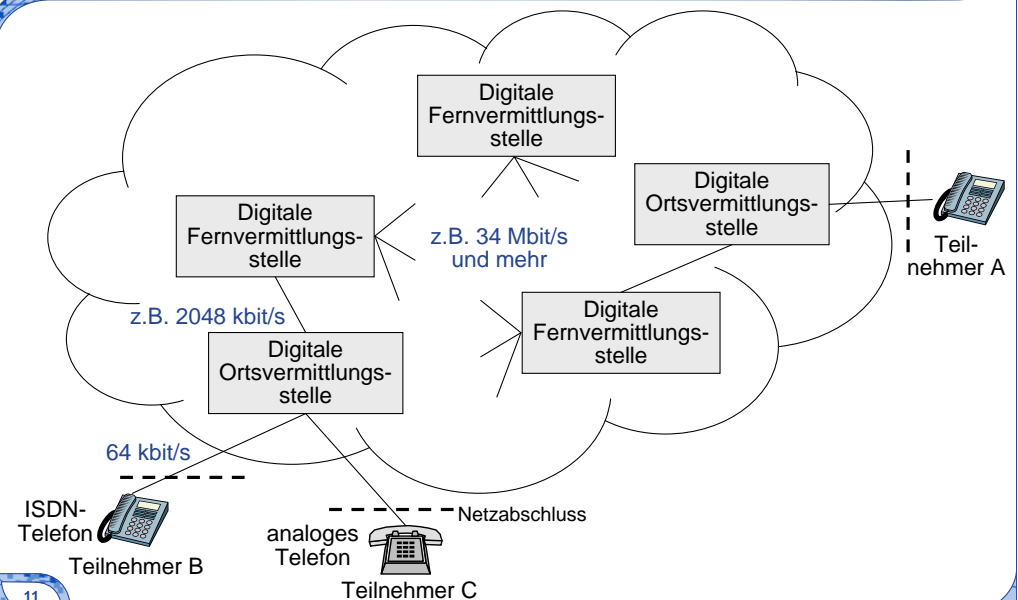 Digitale
Fernvermittlungs-
stelle
Digitale
Ortsvermittlungs-
stelle
Teil-
nehmer A
Digitale
Fernvermittlungs-
stelle
z.B. 34 Mbit/s
und mehr
Digitale
Fernvermittlungs-
stelle
z.B. 2048 kbit/s
Digitale
Ortsvermittlungs-
stelle
64 kbit/s
ISDN-
Telefon
Teilnehmer B
analoges
Telefon
Netzabschluss
Teilnehmer C
11